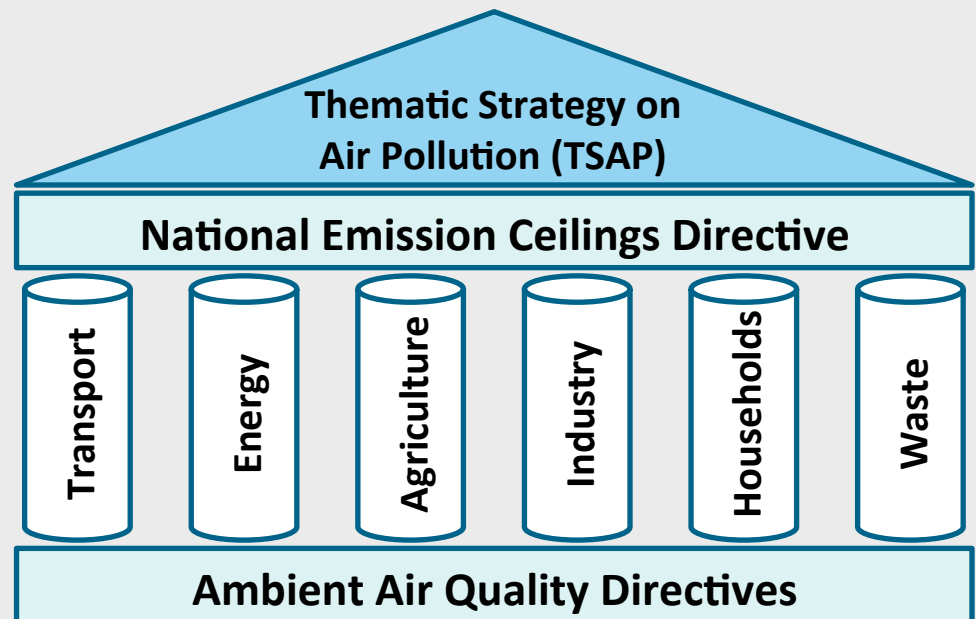 Thematic Strategy on
Air Pollution (TSAP)
National Emission Ceilings Directive
Transport
Energy
Agriculture
Industry
Households
Waste
Ambient Air Quality Directives